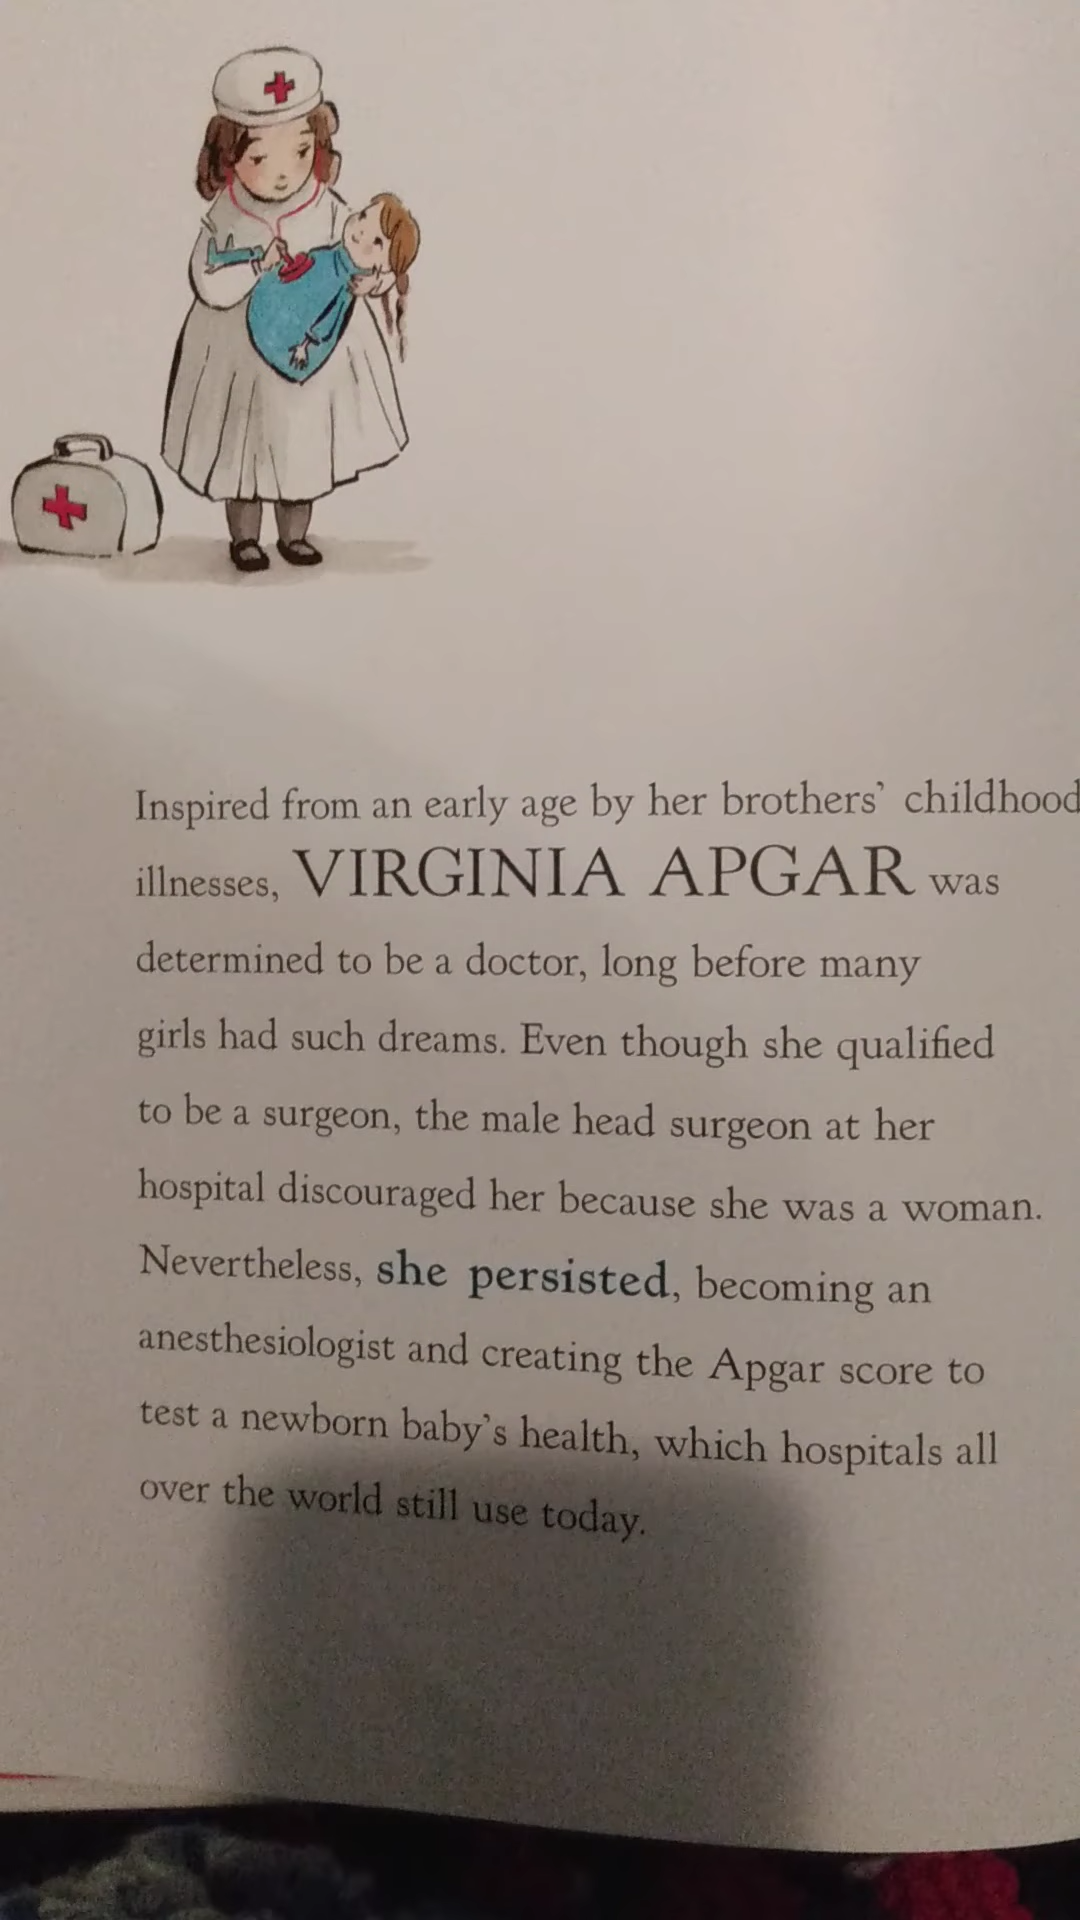 Inspired from an early age by her brothers' childhood
illnesses, VIRGINIA APGAR was
determined to be a doctor, long before many
girls had such dreams. Even though she qualified
to be a surgeon, the male head surgeon at her
hospital discouraged her because she was a woman.
Nevertheless, she persisted, becoming an
anesthesiologist and creating the Apgar score to
test a newborn baby's health, which hospitals all
over the world still use today.